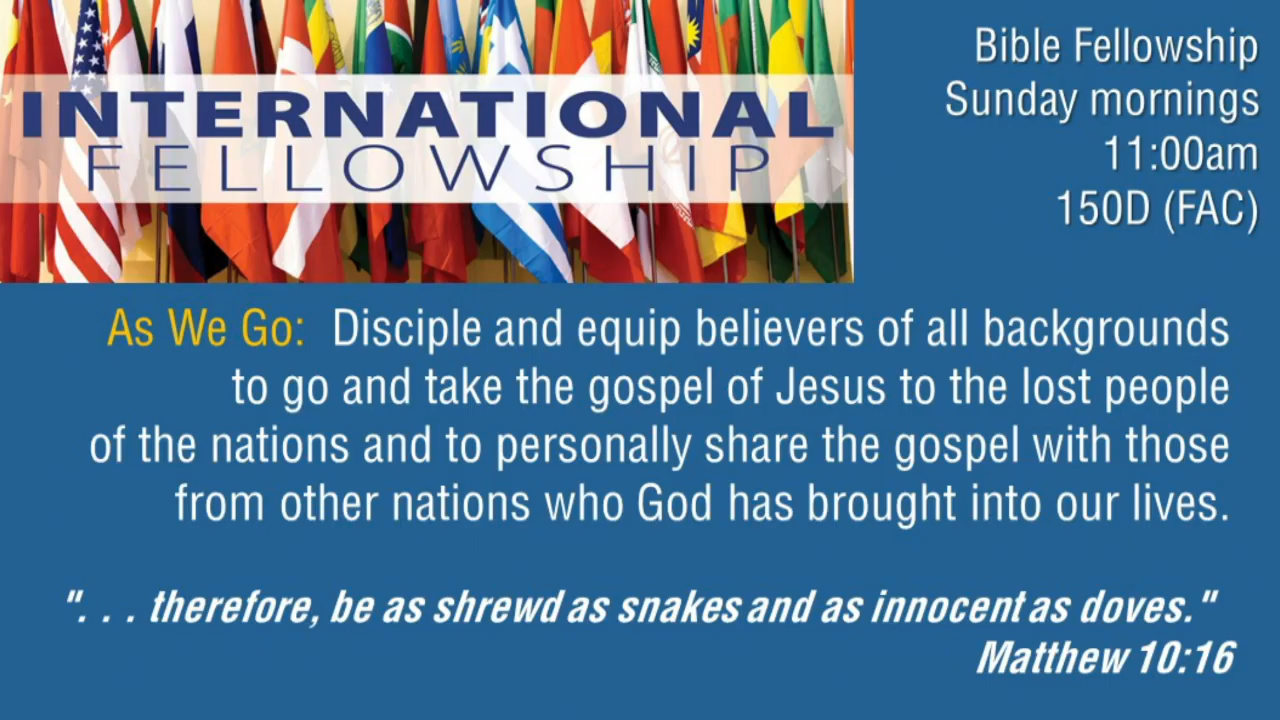 INTERNATIONAL
FELLOWSHIP
Bible Fellowship
Sunday mornings
11:00am
150D (FAC)
As We Go: Disciple and equip believers of all backgrounds
to go and take the gospel of Jesus to the lost people
of the nations and to personally share the gospel with those
from other nations who God has brought into our lives.
". . . therefore, be as shrewd as snakes and as innocent as doves."
Matthew 10:16